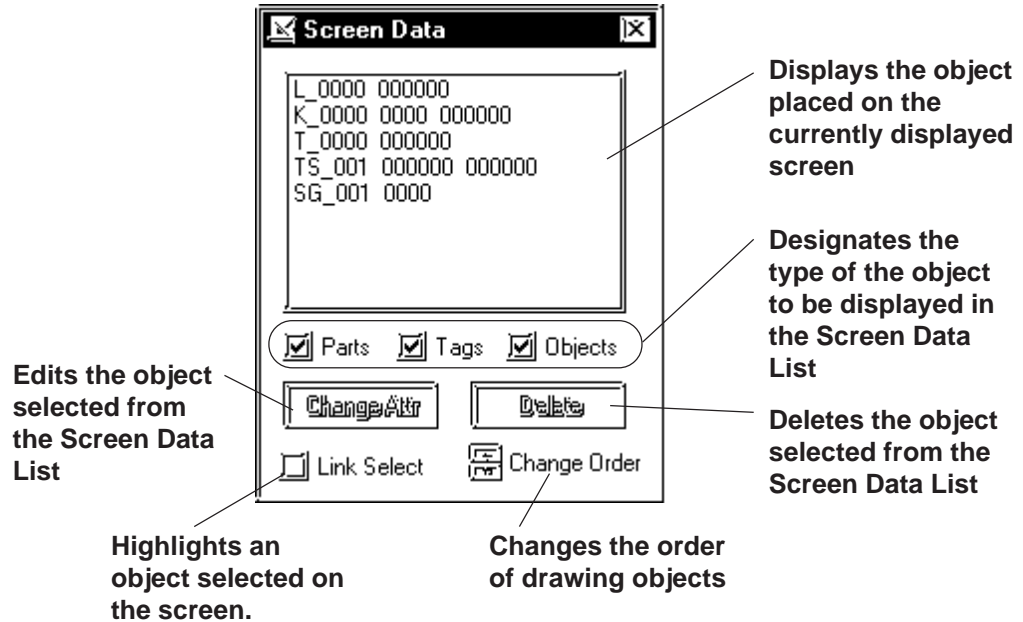 Screen Data
L_0000 000000
K_0000 0000 000000
T_0000 000000
TS_001 000000 000000
SG_001 0000
Parts Tags Objects
Change Attr Delete
Link Select Change Order
Displays the object
placed on the
currently displayed
screen
Designates the
type of the object
to be displayed in
the Screen Data
List
Deletes the object
selected from the
Screen Data List
Edits the object
selected from
the Screen Data
List
Highlights an
object selected on
the screen.
Changes the order
of drawing objects